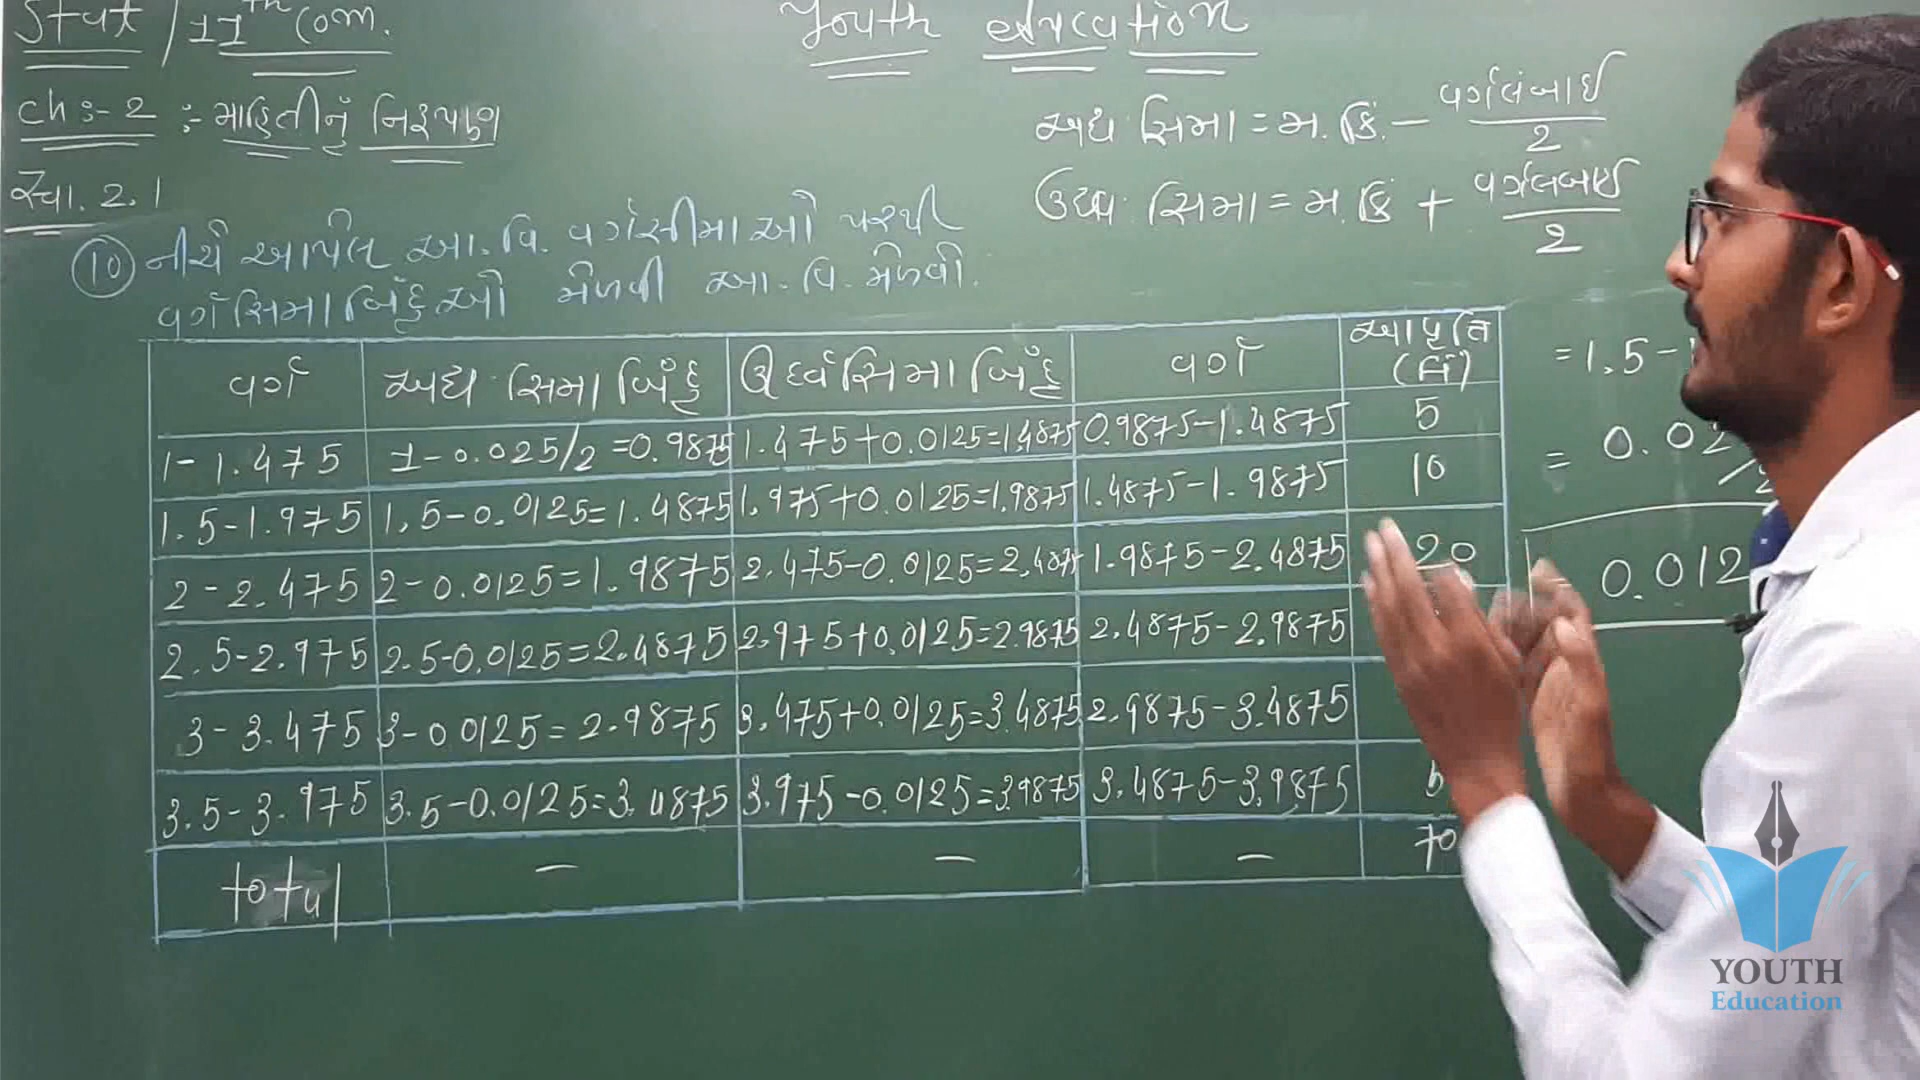 Stat / 11th Com.
Youth education
ch :- 2 :- માહિતીનું નિરૂપણ
સ્વા. 2.1
અધઃ સિમા = મ. કિં. - વર્ગલંબાઈ / 2
ઉધ્વ સિમા = મ. કિં + વર્ગલંબાઈ / 2
(10) નીચે આપેલ આ. વિ. વર્ગસીમાઓ પરથી
વર્ગ સિમાબિંદુઓ મેળવી આ. વિ. મેળવો.
વર્ગ | અધઃ સિમા બિંદુ | ઊર્ધ્વસિમા બિંદુ | વર્ગ | આવૃતિ (f)
1 - 1.475 | 1 - 0.025/2 = 0.9875 | 1.475 + 0.0125 = 1.4875 | 0.9875 - 1.4875 | 5
1.5 - 1.975 | 1.5 - 0.0125 = 1.4875 | 1.975 + 0.0125 = 1.9875 | 1.4875 - 1.9875 | 10
2 - 2.475 | 2 - 0.0125 = 1.9875 | 2.475 - 0.0125 = 2.4875 | 1.9875 - 2.4875 | 20
2.5 - 2.975 | 2.5 - 0.0125 = 2.4875 | 2.975 + 0.0125 = 2.9875 | 2.4875 - 2.9875
3 - 3.475 | 3 - 0.0125 = 2.9875 | 3.475 + 0.0125 = 3.4875 | 2.9875 - 3.4875
3.5 - 3.975 | 3.5 - 0.0125 = 3.4875 | 3.975 - 0.0125 = 3.9875 | 3.4875 - 3.9875 | 5
total | - | - | - | 70
= 1.5 -
= 0.02
= 0.012
YOUTH
Education